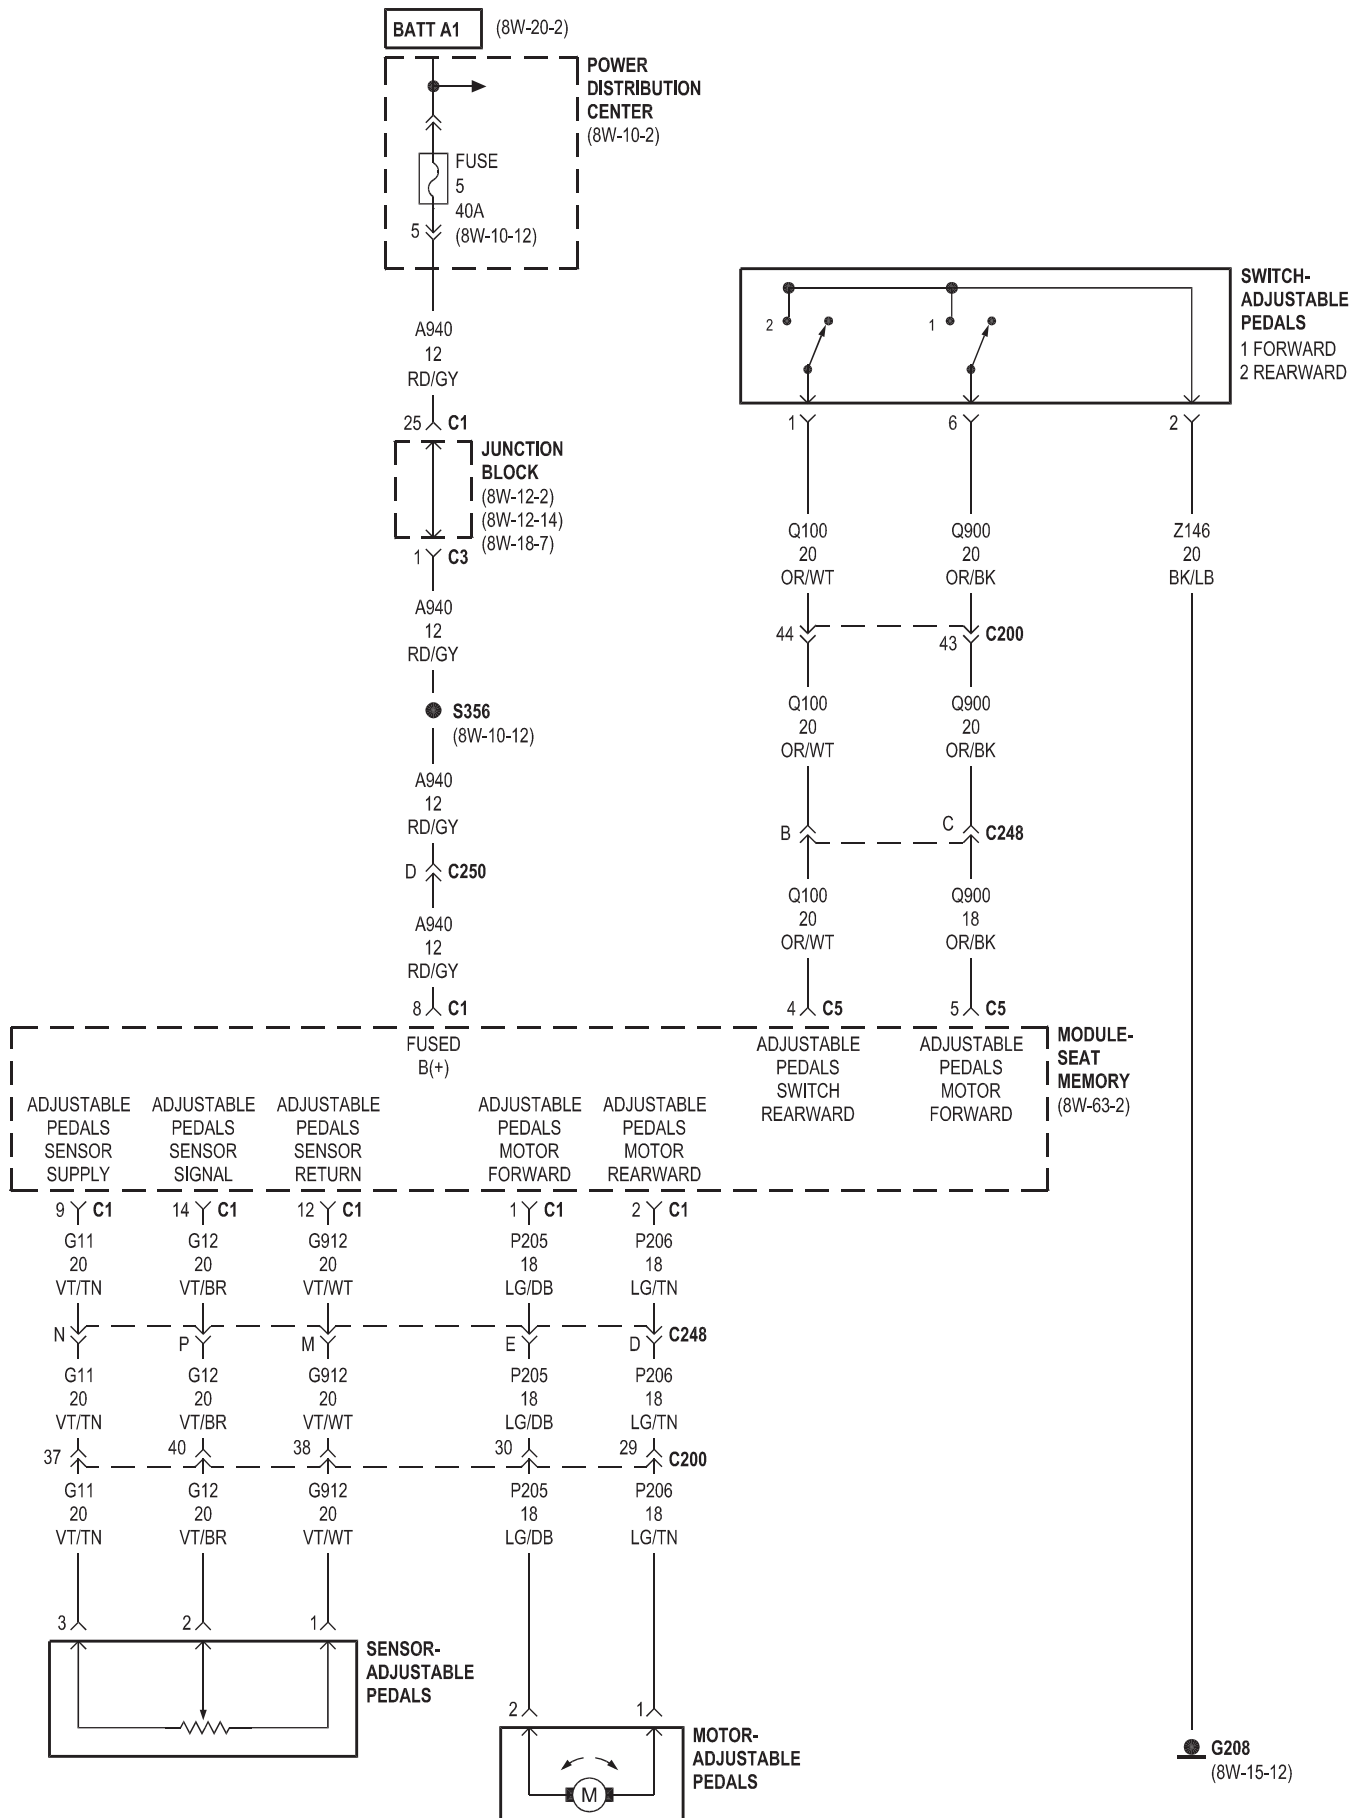 BATT A1 (8W-20-2)
POWER
DISTRIBUTION
CENTER
(8W-10-2)
FUSE
5
40A
5 (8W-10-12)
SWITCH-
ADJUSTABLE
PEDALS
1 FORWARD
2 REARWARD
2 1
A940
12
RD/GY
25 C1
1 6 2
JUNCTION
BLOCK
(8W-12-2)
(8W-12-14)
(8W-18-7)
1 C3
Q100 Q900 Z146
20 20 20
OR/WT OR/BK BK/LB
A940
12
RD/GY
44 43 C200
S356
(8W-10-12)
Q100 Q900
20 20
OR/WT OR/BK
A940
12
RD/GY
B C C248
D C250
Q100 Q900
20 18
OR/WT OR/BK
A940
12
RD/GY
8 C1 4 C5 5 C5
FUSED
B(+)
ADJUSTABLE
PEDALS
SWITCH
REARWARD
ADJUSTABLE
PEDALS
MOTOR
FORWARD
MODULE-
SEAT
MEMORY
(8W-63-2)
ADJUSTABLE
PEDALS
SENSOR
SUPPLY
ADJUSTABLE
PEDALS
SENSOR
SIGNAL
ADJUSTABLE
PEDALS
SENSOR
RETURN
ADJUSTABLE
PEDALS
MOTOR
FORWARD
ADJUSTABLE
PEDALS
MOTOR
REARWARD
9 C1 14 C1 12 C1 1 C1 2 C1
G11 G12 G912 P205 P206
20 20 20 18 18
VT/TN VT/BR VT/WT LG/DB LG/TN
N P M E D C248
G11 G12 G912 P205 P206
20 20 20 18 18
VT/TN VT/BR VT/WT LG/DB LG/TN
37 40 38 30 29 C200
G11 G12 G912 P205 P206
20 20 20 18 18
VT/TN VT/BR VT/WT LG/DB LG/TN
3 2 1
SENSOR-
ADJUSTABLE
PEDALS
2 1
MOTOR-
ADJUSTABLE
PEDALS
M
G208
(8W-15-12)